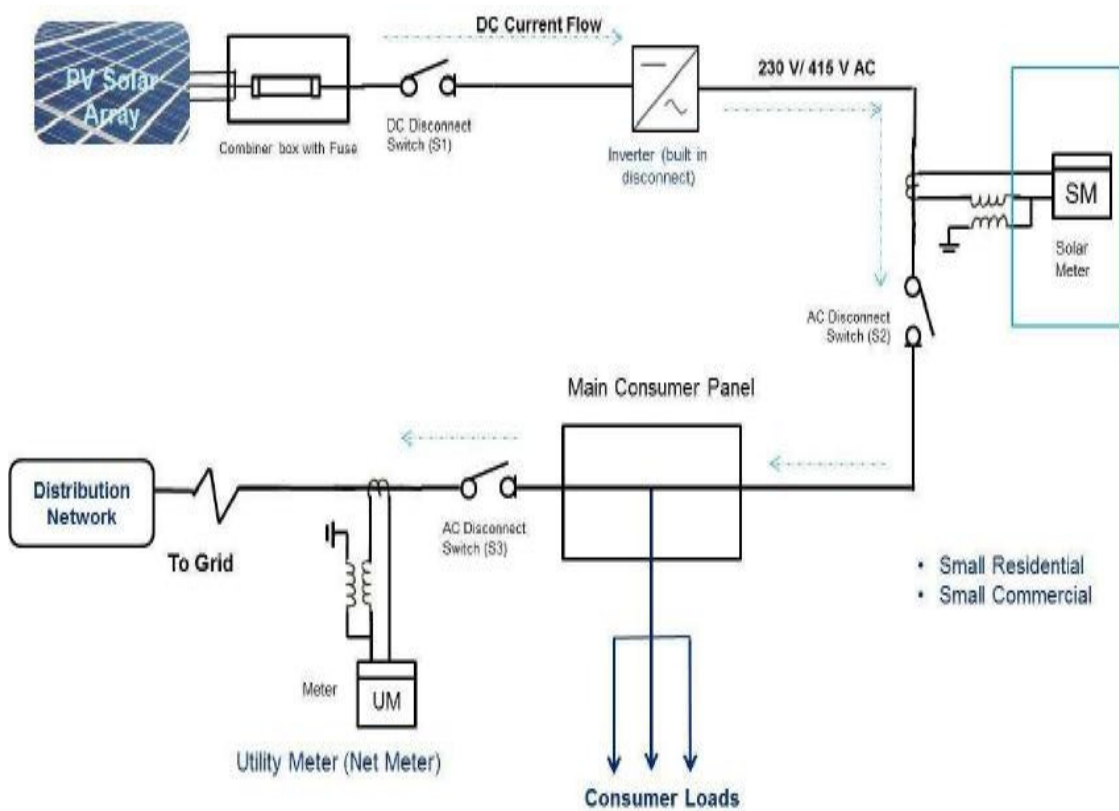 PV Solar
Array
Combiner box with Fuse
DC Disconnect
Switch (S1)
DC Current Flow
Inverter (built in
disconnect)
230 V/ 415 V AC
SM
Solar
Meter
AC Disconnect
Switch (S2)
Main Consumer Panel
Distribution
Network
To Grid
AC Disconnect
Switch (S3)
• Small Residential
• Small Commercial
Meter
UM
Utility Meter (Net Meter)
Consumer Loads